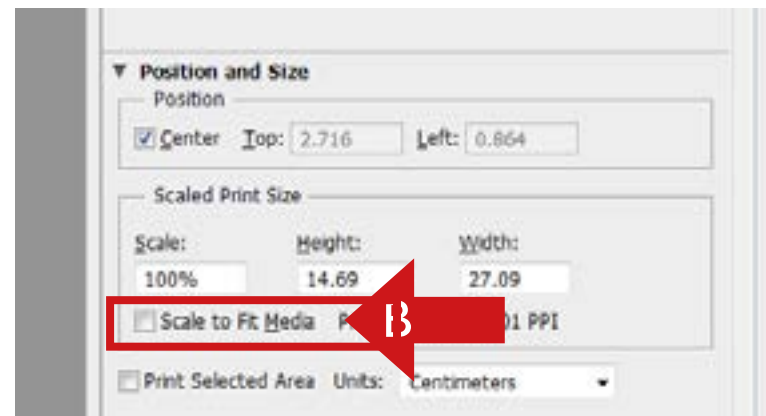 Position and Size
Position
Center Top: 2.716 Left: 0.864
Scaled Print Size
Scale: Height: Width:
100% 14.69 27.09
Scale to Fit Media B 01 PPI
Print Selected Area Units: Centimeters